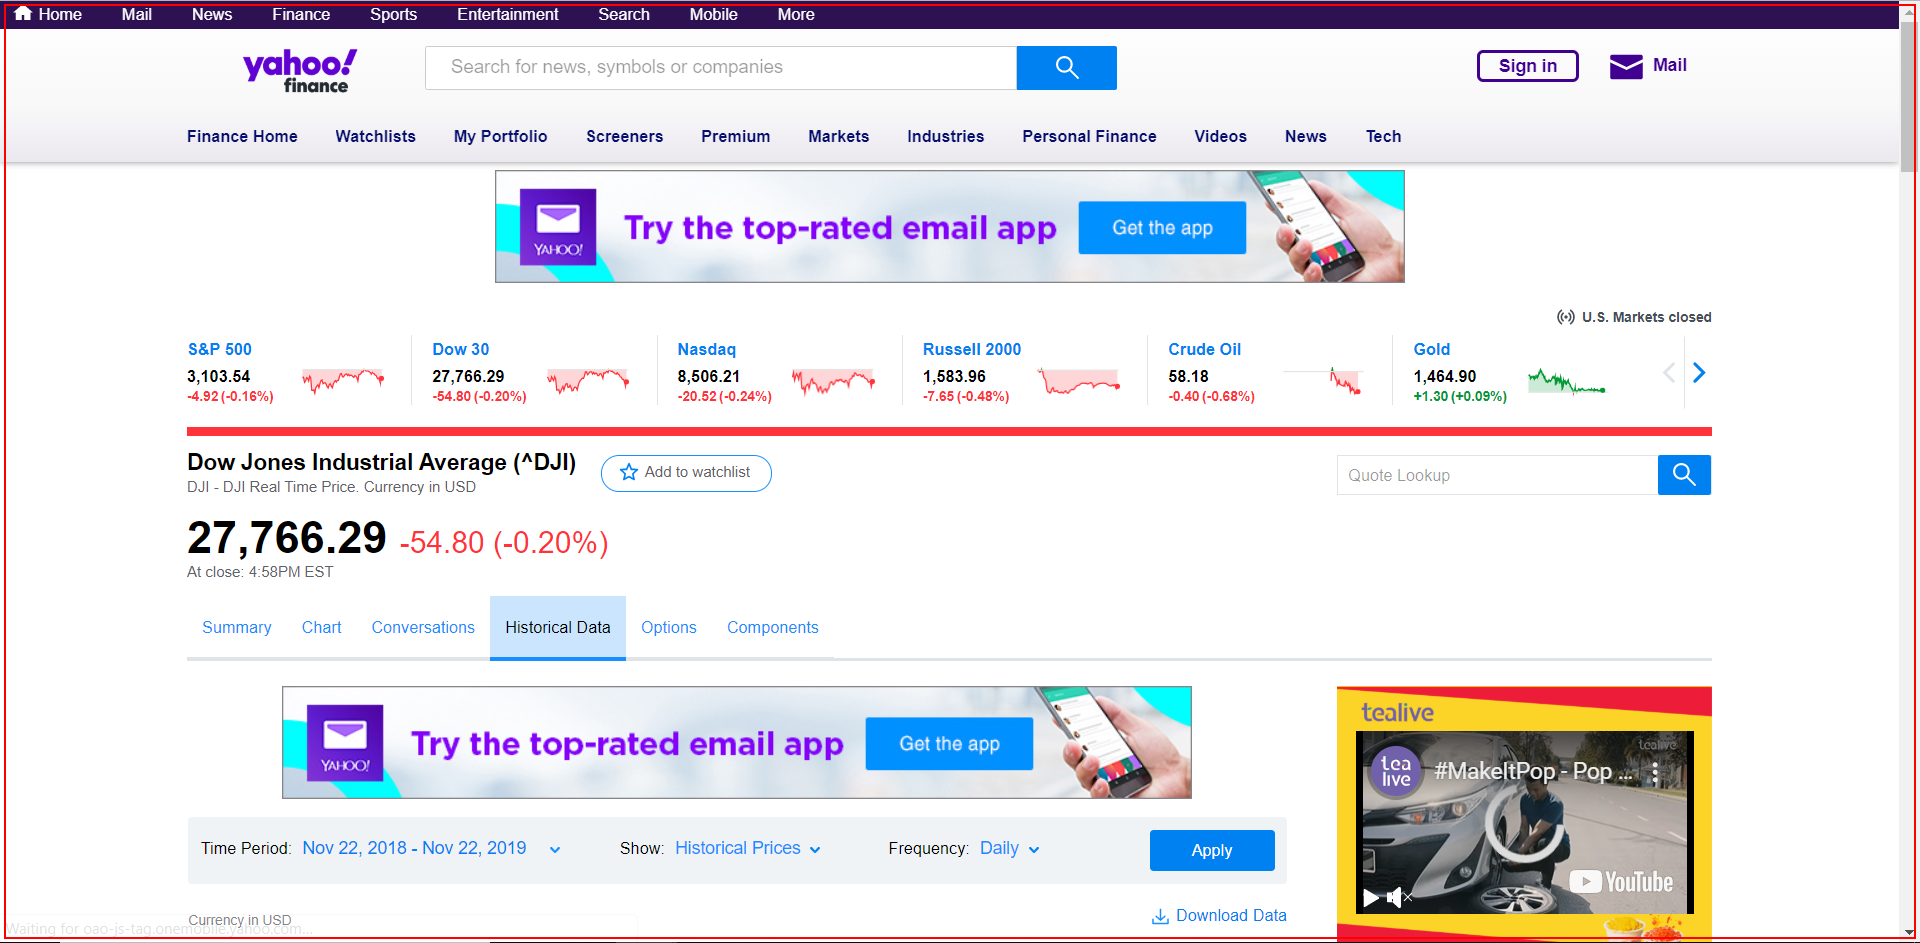 Home Mail News Finance Sports Entertainment Search Mobile More
yahoo!
finance
Search for news, symbols or companies
Sign in
Mail
Finance Home Watchlists My Portfolio Screeners Premium Markets Industries Personal Finance Videos News Tech
YAHOO!
Try the top-rated email app
Get the app
U.S. Markets closed
S&P 500
3,103.54
-4.92 (-0.16%)
Dow 30
27,766.29
-54.80 (-0.20%)
Nasdaq
8,506.21
-20.52 (-0.24%)
Russell 2000
1,583.96
-7.65 (-0.48%)
Crude Oil
58.18
-0.40 (-0.68%)
Gold
1,464.90
+1.30 (+0.09%)
Dow Jones Industrial Average (^DJI)
DJI - DJI Real Time Price. Currency in USD
Add to watchlist
Quote Lookup
27,766.29 -54.80 (-0.20%)
At close: 4:58PM EST
Summary Chart Conversations Historical Data Options Components
YAHOO!
Try the top-rated email app
Get the app
tealive
tealive
tea
live
#MakeItPop - Pop ...
YouTube
Time Period: Nov 22, 2018 - Nov 22, 2019 Show: Historical Prices Frequency: Daily
Apply
Currency in USD
Download Data
Waiting for oao-js-tag.onemobile.yahoo.com...